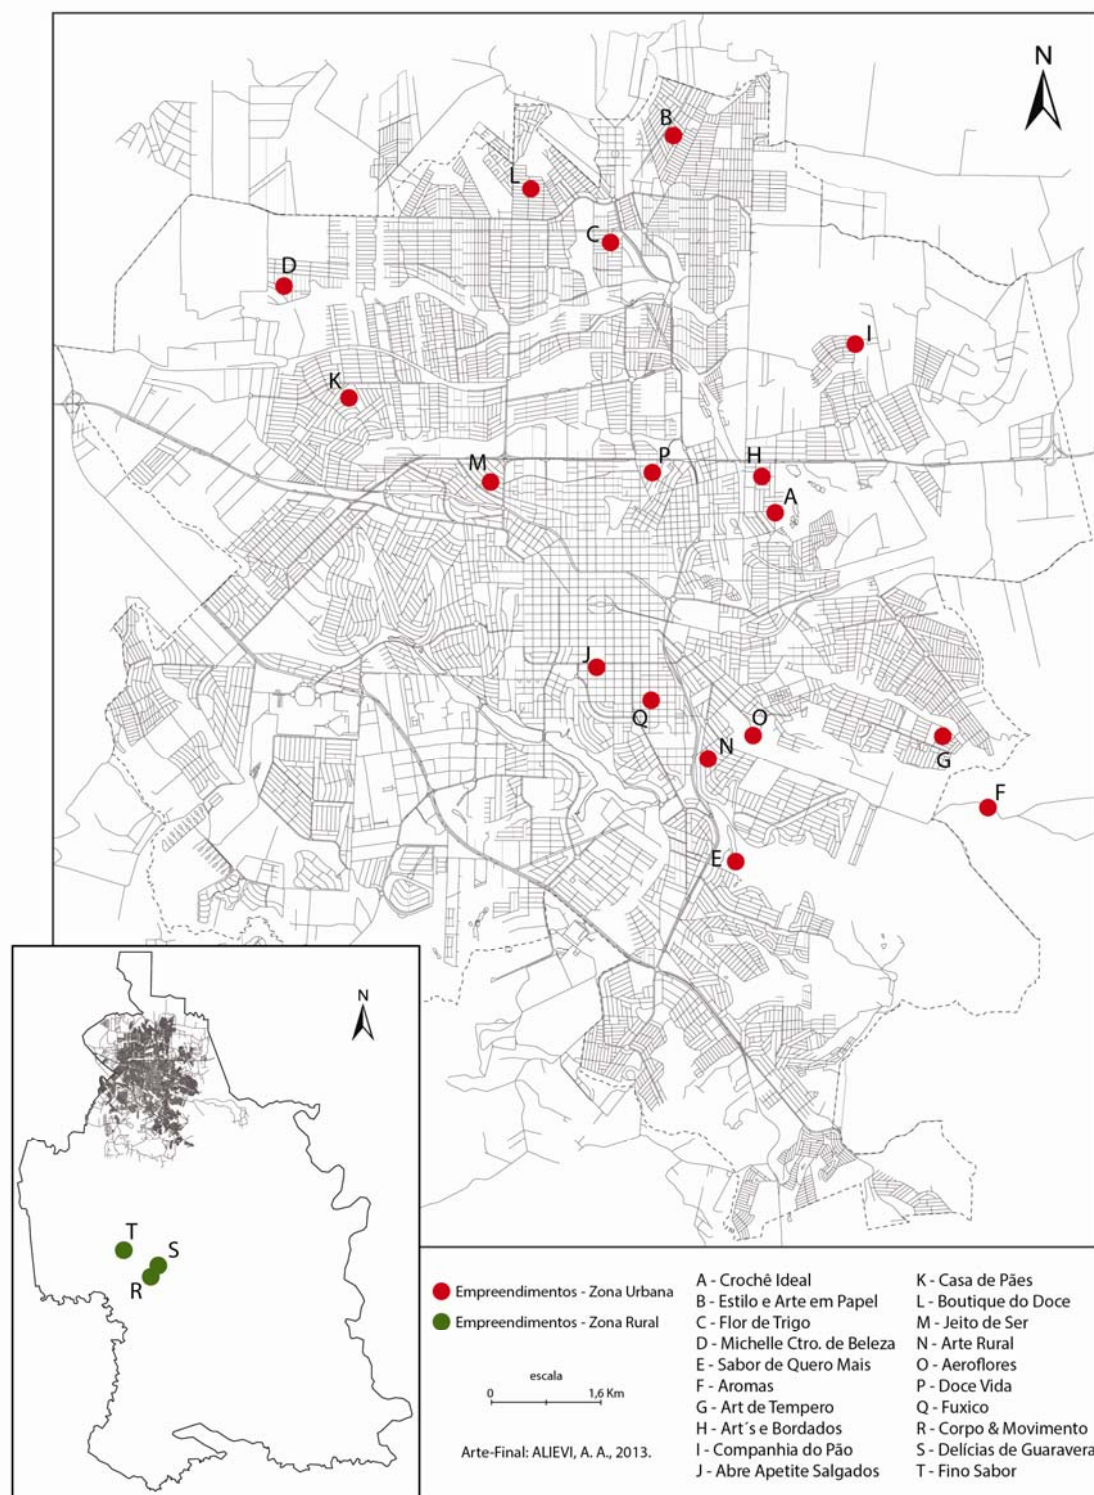 N
B
L
C
D
I
K
P
H
M
A
J
Q
O
N
G
F
E
N
T
S
R
Empreendimentos - Zona Urbana
Empreendimentos - Zona Rural
escala
0 1,6 Km
Arte-Final: ALIEVI, A. A., 2013.
A - Crochê Ideal
B - Estilo e Arte em Papel
C - Flor de Trigo
D - Michelle Ctro. de Beleza
E - Sabor de Quero Mais
F - Aromas
G - Art de Tempero
H - Art´s e Bordados
I - Companhia do Pão
J - Abre Apetite Salgados
K - Casa de Pães
L - Boutique do Doce
M - Jeito de Ser
N - Arte Rural
O - Aeroflores
P - Doce Vida
Q - Fuxico
R - Corpo & Movimento
S - Delícias de Guaravera
T - Fino Sabor